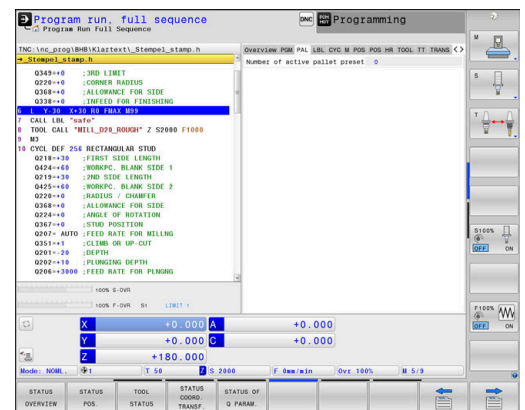 Program run, full sequence
Program Run Full Sequence
DNC
Programming
TNC:\nc_prog\BHB\Klartext\_Stempel_stamp.h
→_Stempel_stamp.h
Q349=+0 ;3RD LIMIT
Q220=+0 ;CORNER RADIUS
Q368=+0 ;ALLOWANCE FOR SIDE
Q338=+0 ;INFEED FOR FINISHING
6 L Y-30 X+30 R0 FMAX M99
7 CALL LBL "safe"
8 TOOL CALL "MILL_D20_ROUGH" Z S2000 F1000
9 M3
10 CYCL DEF 256 RECTANGULAR STUD
Q218=+30 ;FIRST SIDE LENGTH
Q424=+60 ;WORKPC. BLANK SIDE 1
Q219=+30 ;2ND SIDE LENGTH
Q425=+60 ;WORKPC. BLANK SIDE 2
Q220=+0 ;RADIUS / CHAMFER
Q368=+0 ;ALLOWANCE FOR SIDE
Q224=+0 ;ANGLE OF ROTATION
Q367=+0 ;STUD POSITION
Q207= AUTO ;FEED RATE FOR MILLNG
Q351=+1 ;CLIMB OR UP-CUT
Q201=-20 ;DEPTH
Q202=+10 ;PLUNGING DEPTH
Q206=+3000 ;FEED RATE FOR PLNGNG
Overview PGM PAL LBL CYC M POS POS HR TOOL TT TRANS
Number of active pallet preset 0
100% S-OVR
100% F-OVR S1 LIMIT 1
X +0.000 A +0.000
Y +0.000 C +0.000
Z +180.000
Mode: NOML. 1 T 50 Z S 2000 F 0mm/min Ovr 100% M 5/9
STATUS OVERVIEW
STATUS POS.
TOOL STATUS
STATUS COORD. TRANSF.
STATUS OF Q PARAM.
M
S
T
S100%
OFF ON
F100%
OFF ON